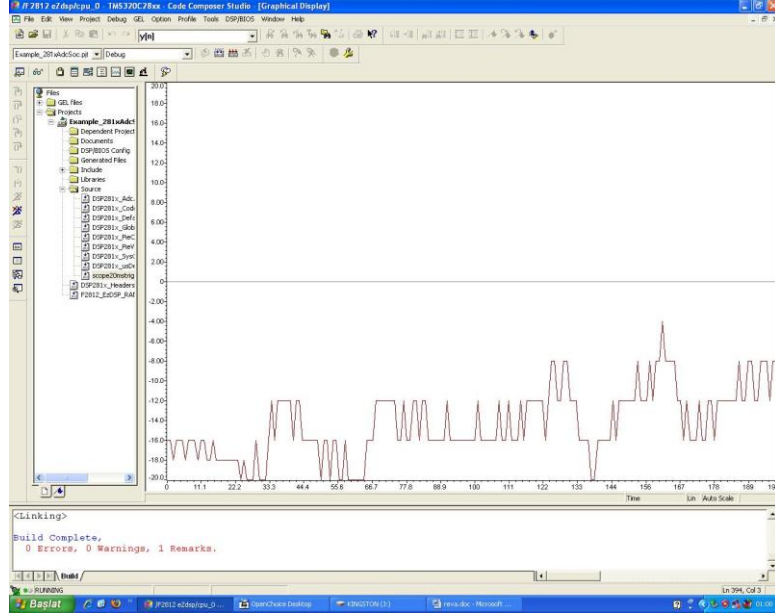 /F2812 eZdsp/cpu_0 - TMS320C28xx - Code Composer Studio - [Graphical Display]
File Edit View Project Debug GEL Option Profile Tools DSP/BIOS Window Help
y[n]
Example_281xAdcSoc.pjt Debug
Files
GEL files
Projects
Example_281xAdcS
Dependent Project
Documents
DSP/BIOS Config
Generated Files
Include
Libraries
Source
DSP281x_Adc.
DSP281x_Code
DSP281x_Defa
DSP281x_Glob
DSP281x_PieC
DSP281x_PieV
DSP281x_SysC
DSP281x_usDe
scope20mstrig
DSP281x_Headers
F2812_EzDSP_RAM
20.0
18.0
16.0
14.0
12.0
10.0
8.00
6.00
4.00
2.00
0
-2.00
-4.00
-6.00
-8.00
-10.0
-12.0
-14.0
-16.0
-18.0
-20.0
0 11.1 22.2 33.3 44.4 55.6 66.7 77.8 88.9 100 111 122 133 144 156 167 178 189
Time Lin Auto Scale
<Linking>
Build Complete,
0 Errors, 0 Warnings, 1 Remarks.
Build
RUNNING Ln 394, Col 3
Başlat /F2812 eZdsp/cpu_0 ... OpenChoice Desktop KINGSTON (J:) reva.doc - Microsoft ... 01:00